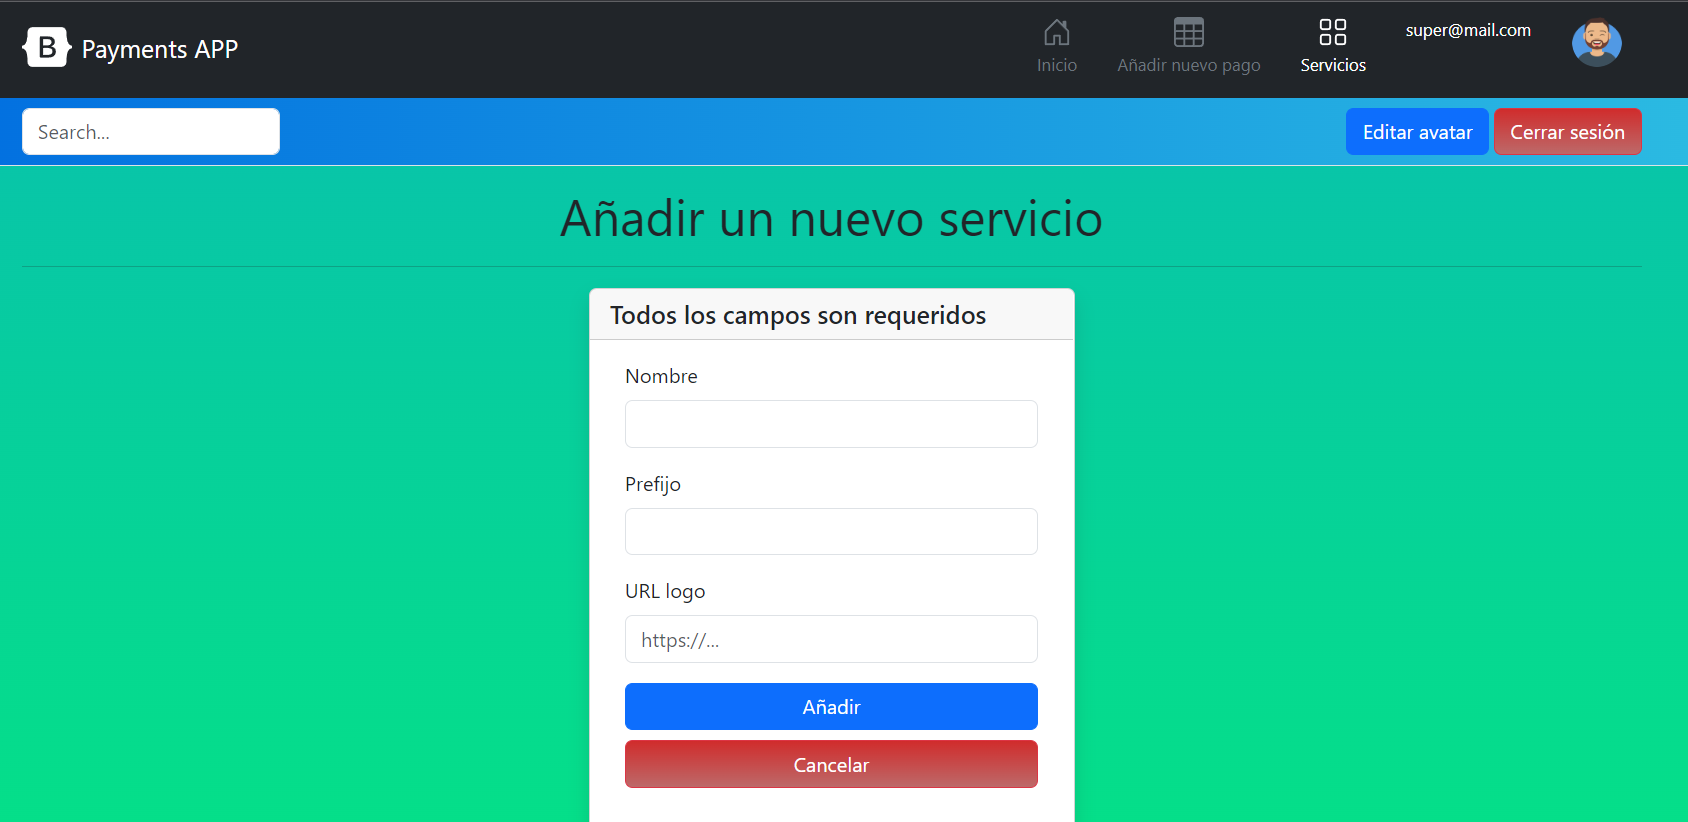 B Payments APP
Inicio
Añadir nuevo pago
Servicios
super@mail.com
Search...
Editar avatar
Cerrar sesión
Añadir un nuevo servicio
Todos los campos son requeridos
Nombre
Prefijo
URL logo
https://...
Añadir
Cancelar